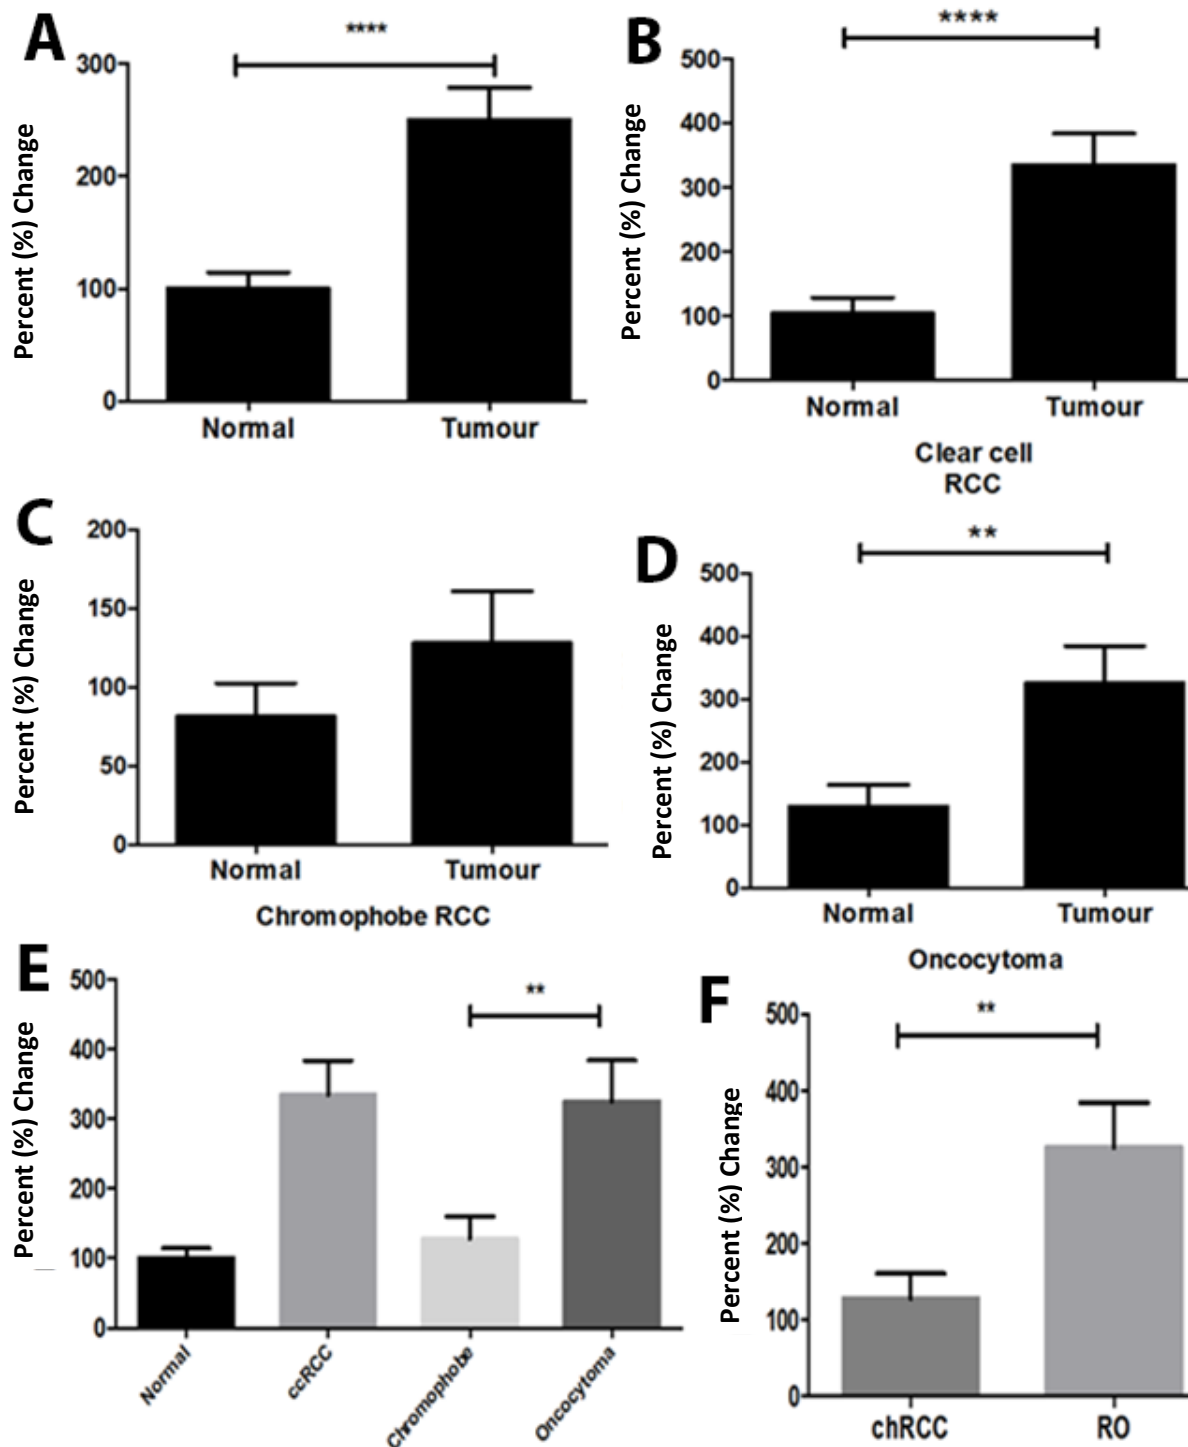 A
****
Percent (%) Change
300
200
100
0
Normal
Tumour
B
****
Percent (%) Change
500
400
300
200
100
0
Normal
Tumour
Clear cell
RCC
C
Percent (%) Change
200
150
100
50
0
Normal
Tumour
Chromophobe RCC
D
**
Percent (%) Change
500
400
300
200
100
0
Normal
Tumour
Oncocytoma
E
**
Percent (%) Change
500
400
300
200
100
0
Normal
ccRCC
Chromophobe
Oncocytoma
F
**
Percent (%) Change
500
400
300
200
100
0
chRCC
RO